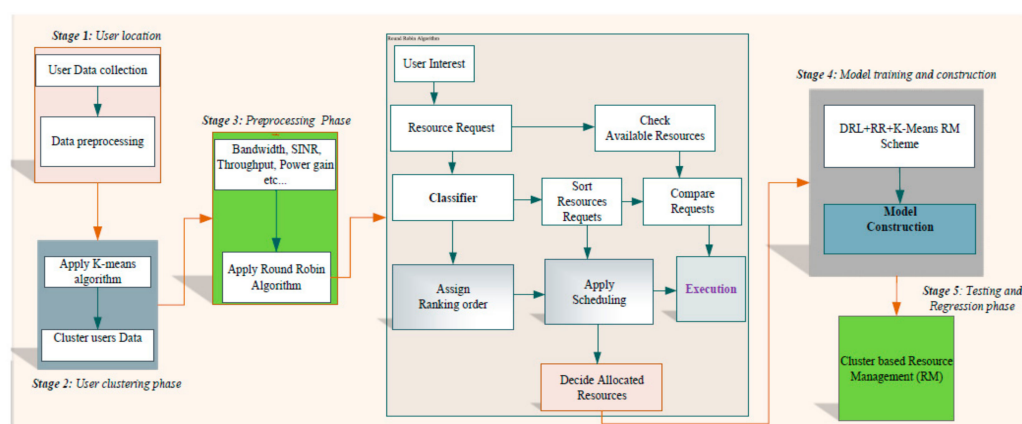 Stage 1: User location
User Data collection
Data preprocessing
Apply K-means
algorithm
Cluster users Data
Stage 2: User clustering phase
Stage 3: Preprocessing Phase
Bandwidth, SINR,
Throughput, Power gain
etc...
Apply Round Robin
Algorithm
Round Robin Algorithm
User Interest
Resource Request
Check
Available Resources
Classifier
Sort
Resources
Requets
Compare
Requests
Assign
Ranking order
Apply
Scheduling
Execution
Decide Allocated
Resources
Stage 4: Model training and construction
DRL+RR+K-Means RM
Scheme
Model
Construction
Stage 5: Testing and
Regression phase
Cluster based Resource
Management (RM)